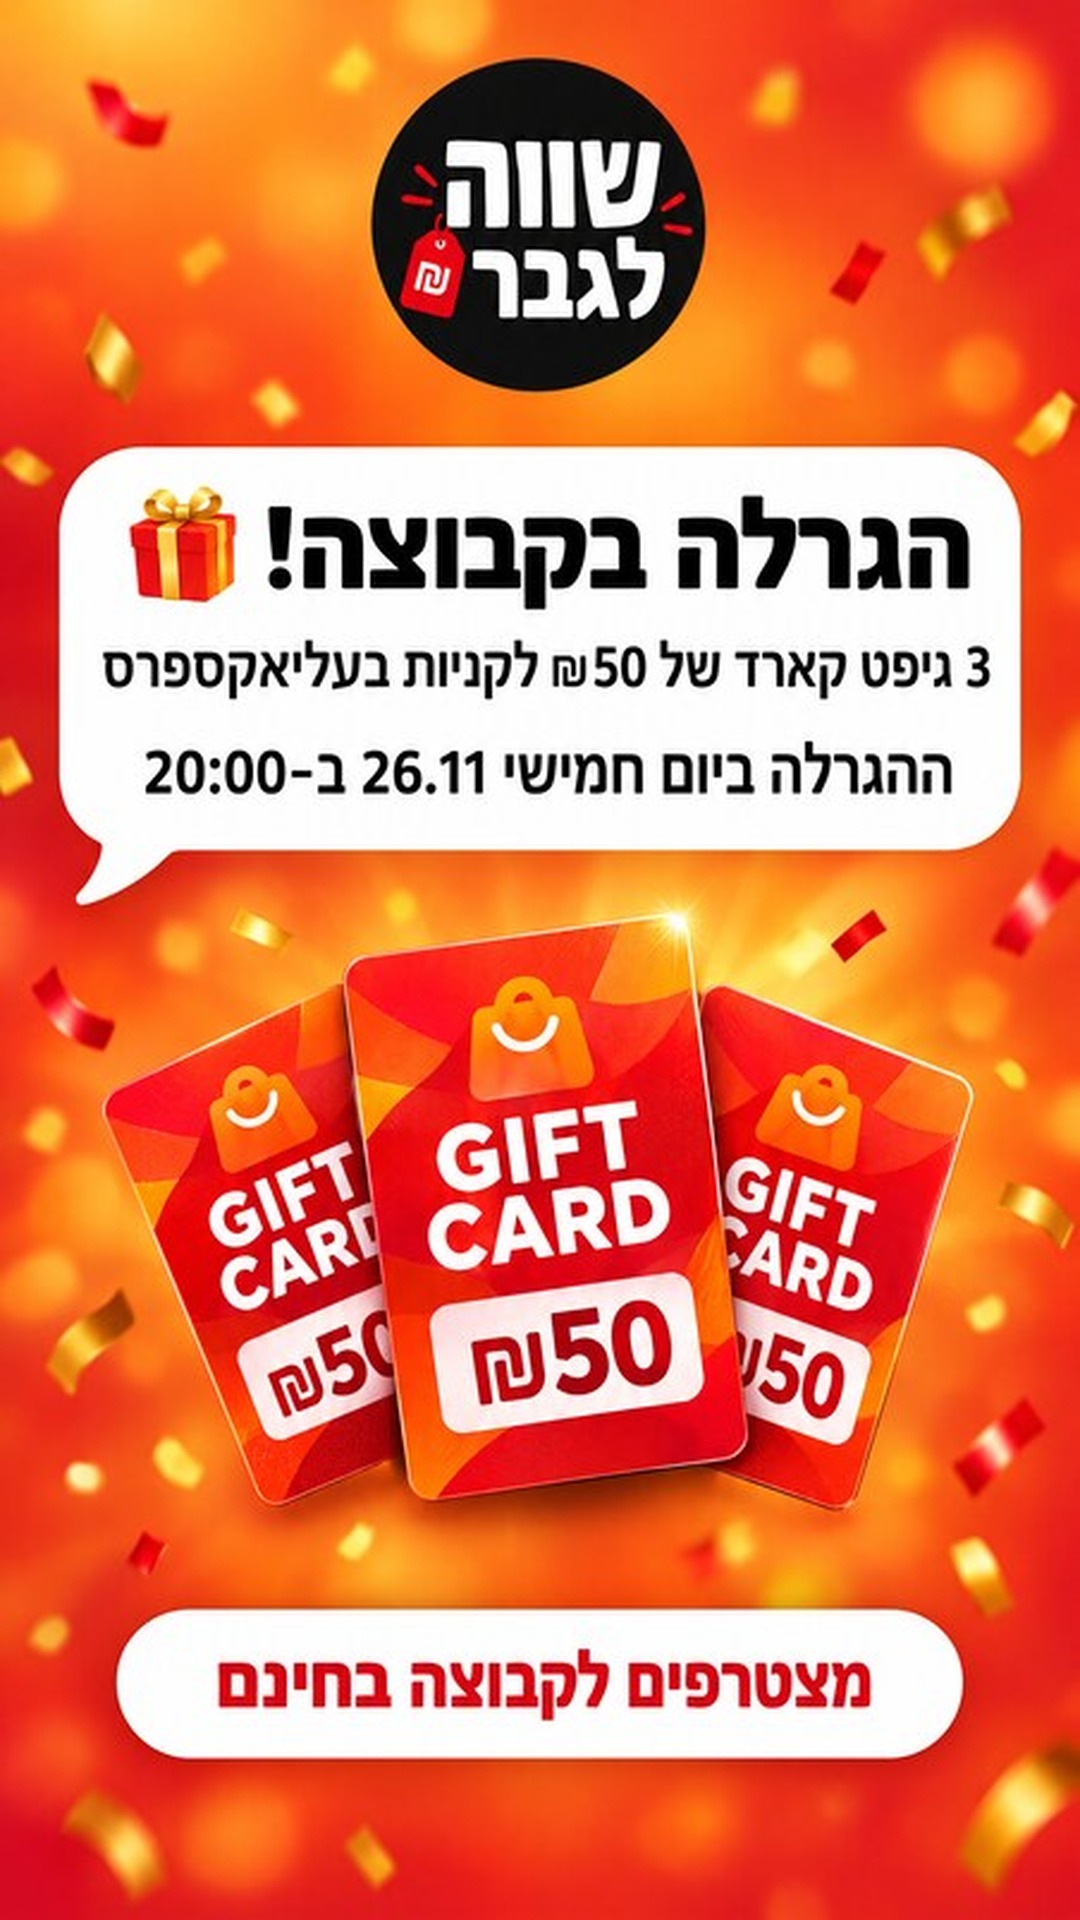 שווה
לגבר
₪
הגרלה בקבוצה!
3 גיפט קארד של 50₪ לקניות בעליאקספרס
ההגרלה ביום חמישי 26.11 ב-20:00
GIFT
CARD
₪50
GIFT
CARD
₪50
GIFT
CARD
₪50
מצטרפים לקבוצה בחינם